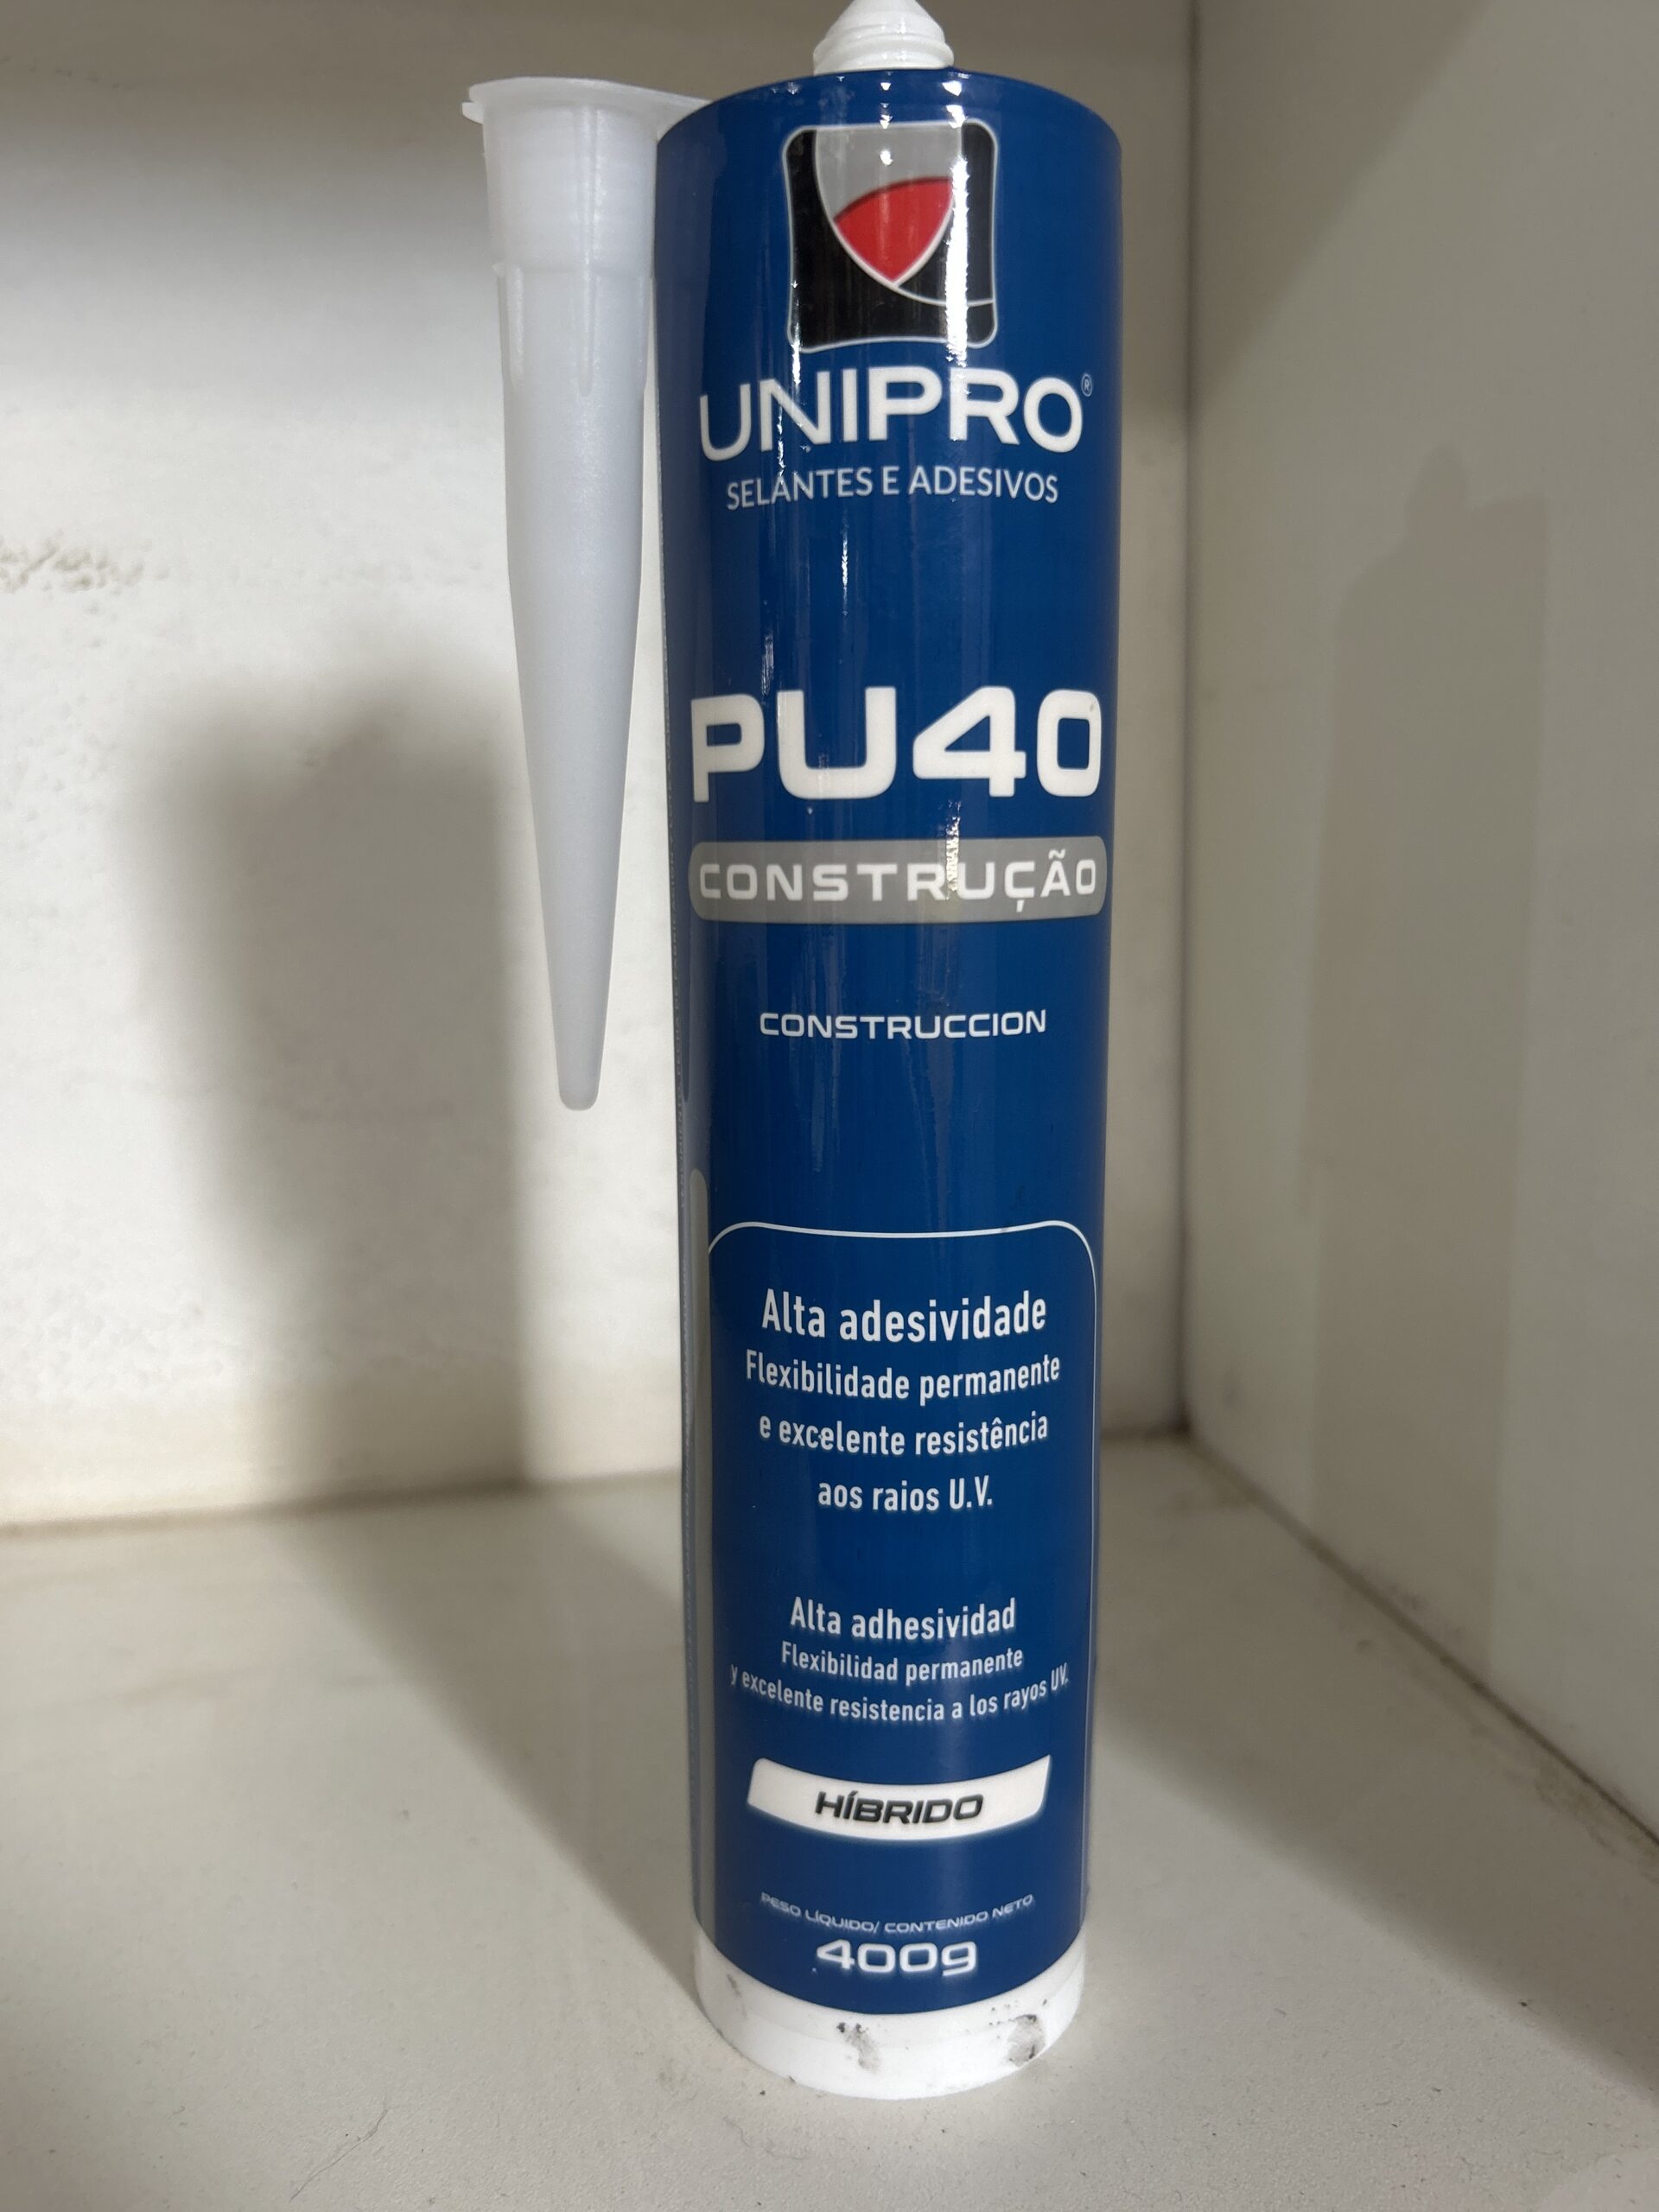 UNIPRO®
SELANTES E ADESIVOS
PU40
CONSTRUÇÃO
CONSTRUCCION
Alta adesividade
Flexibilidade permanente
e excelente resistência
aos raios U.V.
Alta adhesividad
Flexibilidad permanente
y excelente resistencia a los rayos UV.
HÍBRIDO
PESO LÍQUIDO/ CONTENIDO NETO
400g